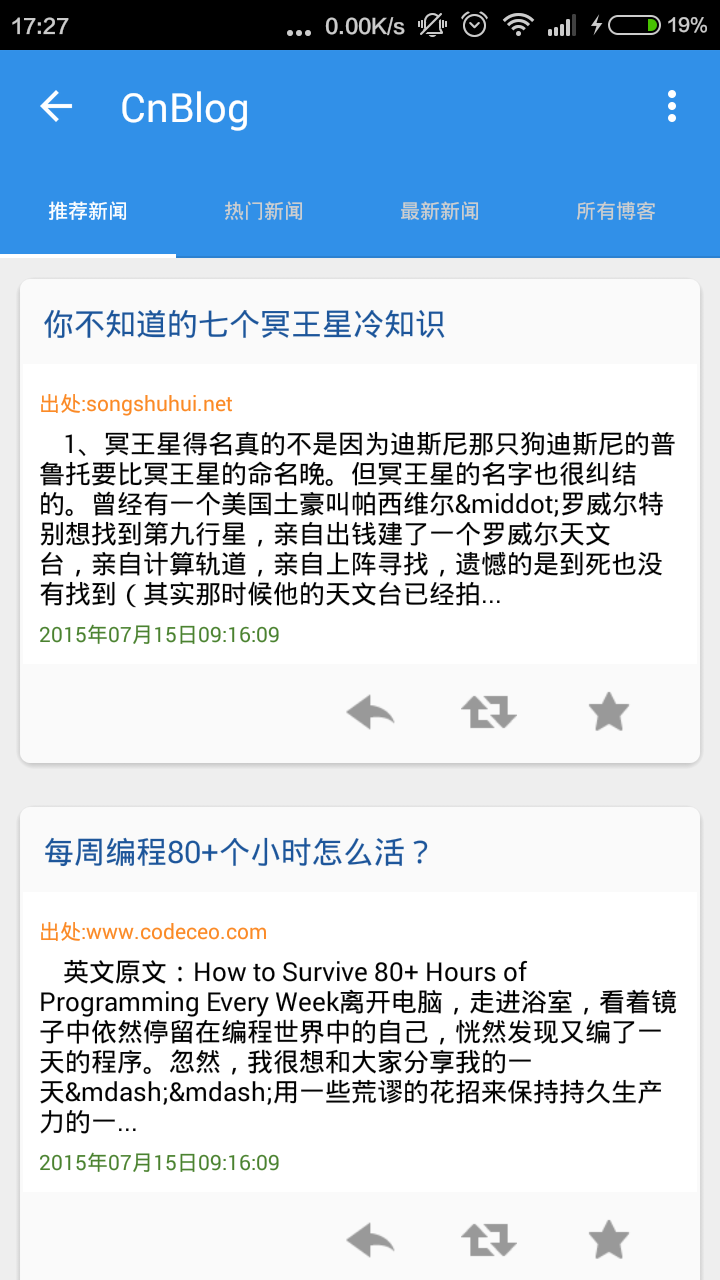 17:27 ... 0.00K/s 19%
CnBlog
推荐新闻 热门新闻 最新新闻 所有博客
你不知道的七个冥王星冷知识
出处:songshuhui.net
1、冥王星得名真的不是因为迪斯尼那只狗迪斯尼的普
鲁托要比冥王星的命名晚。但冥王星的名字也很纠结
的。曾经有一个美国土豪叫帕西维尔&middot;罗威尔特
别想找到第九行星，亲自出钱建了一个罗威尔天文
台，亲自计算轨道，亲自上阵寻找，遗憾的是到死也没
有找到（其实那时候他的天文台已经拍...
2015年07月15日09:16:09
每周编程80+个小时怎么活？
出处:www.codeceo.com
英文原文：How to Survive 80+ Hours of
Programming Every Week离开电脑，走进浴室，看着镜
子中依然停留在编程世界中的自己，恍然发现又编了一
天的程序。忽然，我很想和大家分享我的一
天&mdash;&mdash;用一些荒谬的花招来保持持久生产
力的一...
2015年07月15日09:16:09